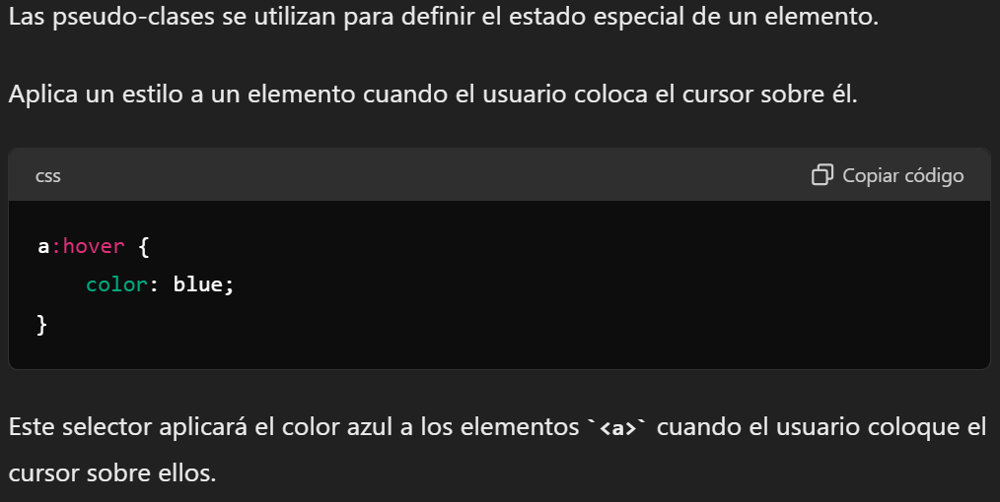 Las pseudo-clases se utilizan para definir el estado especial de un elemento.
Aplica un estilo a un elemento cuando el usuario coloca el cursor sobre él.
css
Copiar código
a:hover {
    color: blue;
}
Este selector aplicará el color azul a los elementos `<a>` cuando el usuario coloque el
cursor sobre ellos.